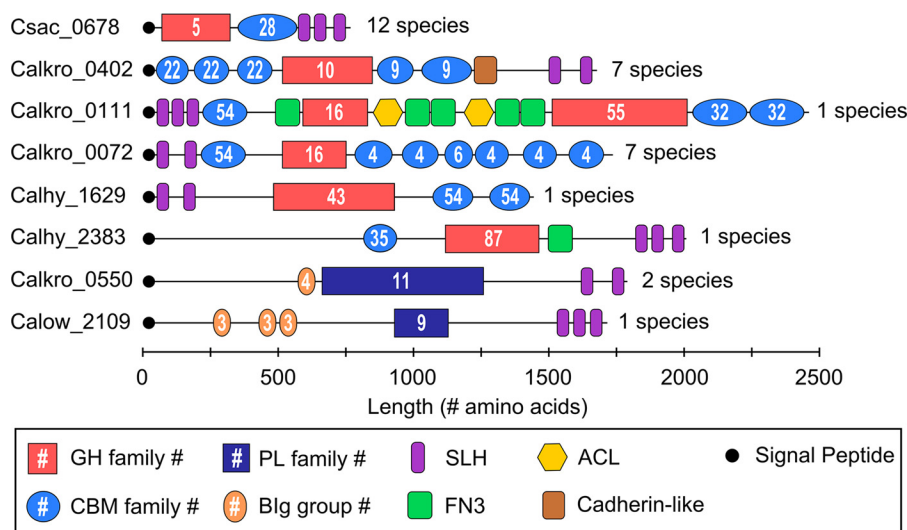 Csac_0678 5 28 12 species
Calkro_0402 22 22 22 10 9 9 7 species
Calkro_0111 54 16 55 32 32 1 species
Calkro_0072 54 16 4 4 6 4 4 4 7 species
Calhy_1629 43 54 54 1 species
Calhy_2383 35 87 1 species
Calkro_0550 4 11 2 species
Calow_2109 3 3 3 9 1 species
0 500 1000 1500 2000 2500
Length (# amino acids)
# GH family # # PL family # SLH ACL Signal Peptide
# CBM family # # BIg group # FN3 Cadherin-like